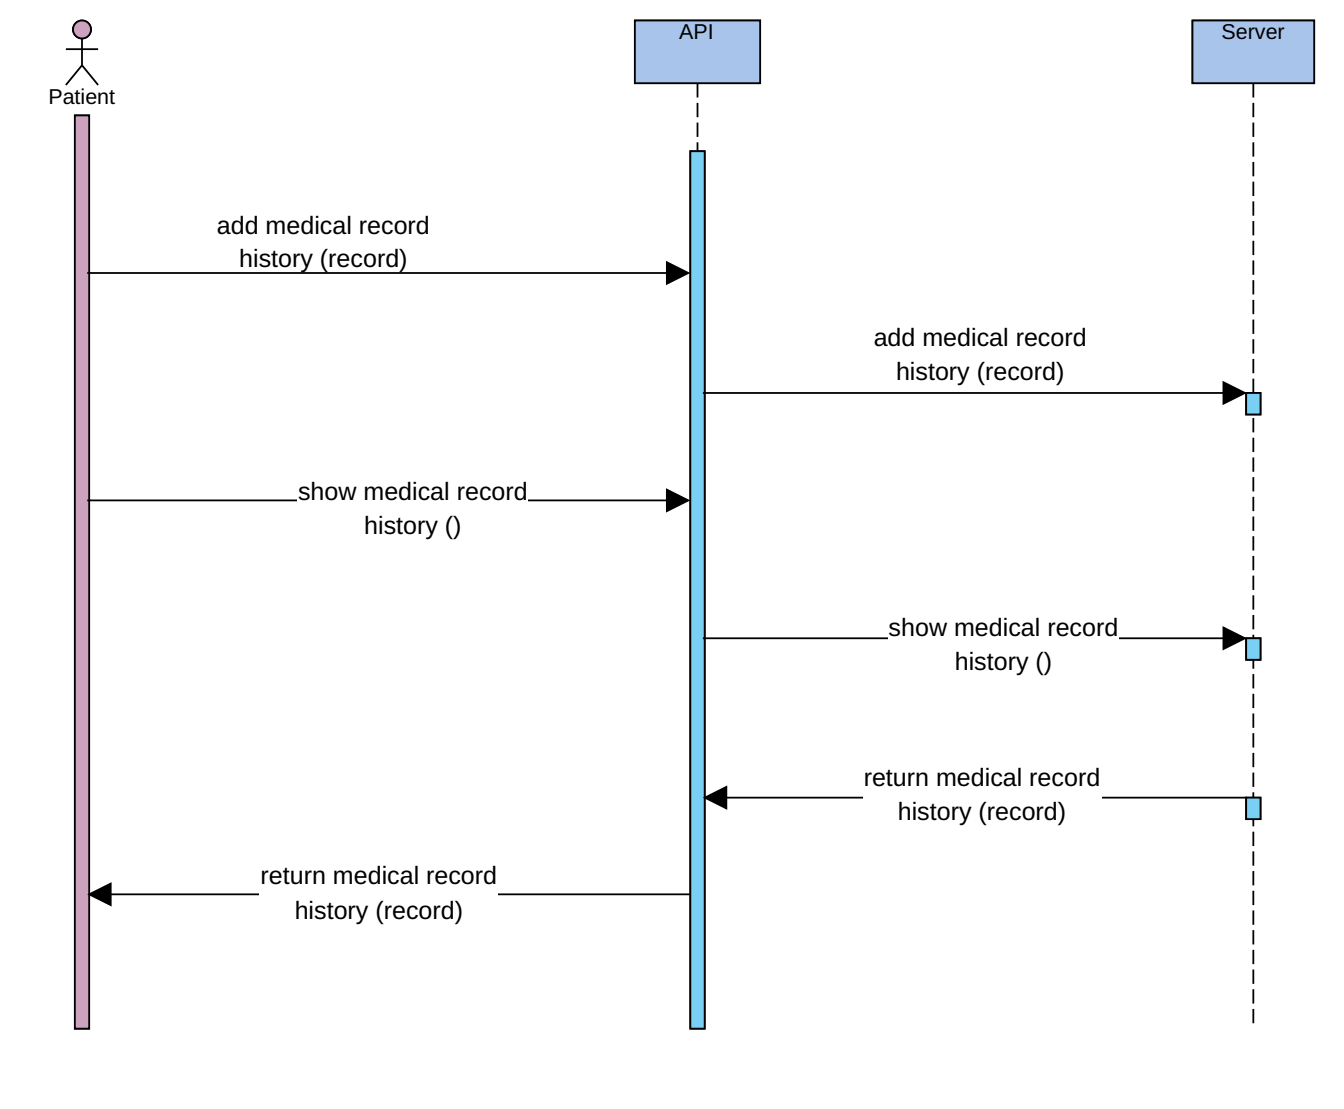 Patient
API
Server
add medical record
history (record)
add medical record
history (record)
show medical record
history ()
show medical record
history ()
return medical record
history (record)
return medical record
history (record)